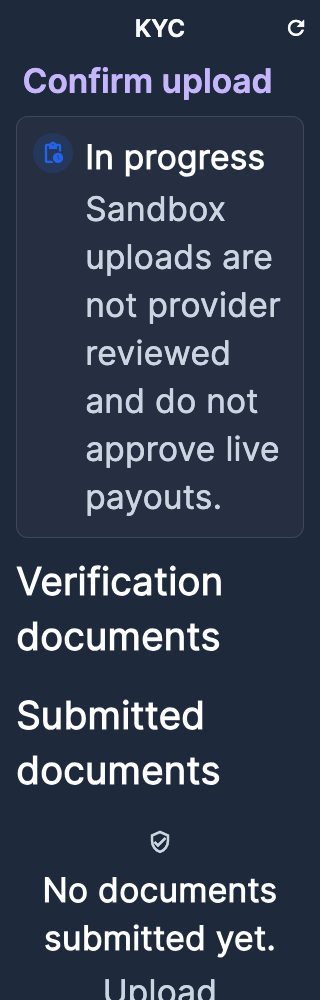 KYC
Confirm upload
In progress
Sandbox
uploads are
not provider
reviewed
and do not
approve live
payouts.
Verification
documents
Submitted
documents
No documents
submitted yet.
Upload